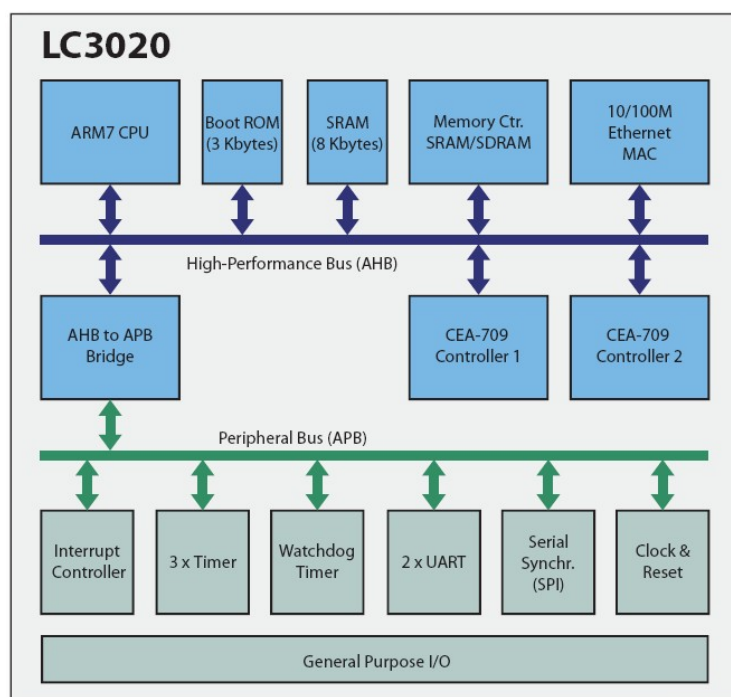 LC3020
ARM7 CPU
Boot ROM
(3 Kbytes)
SRAM
(8 Kbytes)
Memory Ctr.
SRAM/SDRAM
10/100M
Ethernet
MAC
High-Performance Bus (AHB)
AHB to APB
Bridge
CEA-709
Controller 1
CEA-709
Controller 2
Peripheral Bus (APB)
Interrupt
Controller
3 x Timer
Watchdog
Timer
2 x UART
Serial
Synchr.
(SPI)
Clock &
Reset
General Purpose I/O